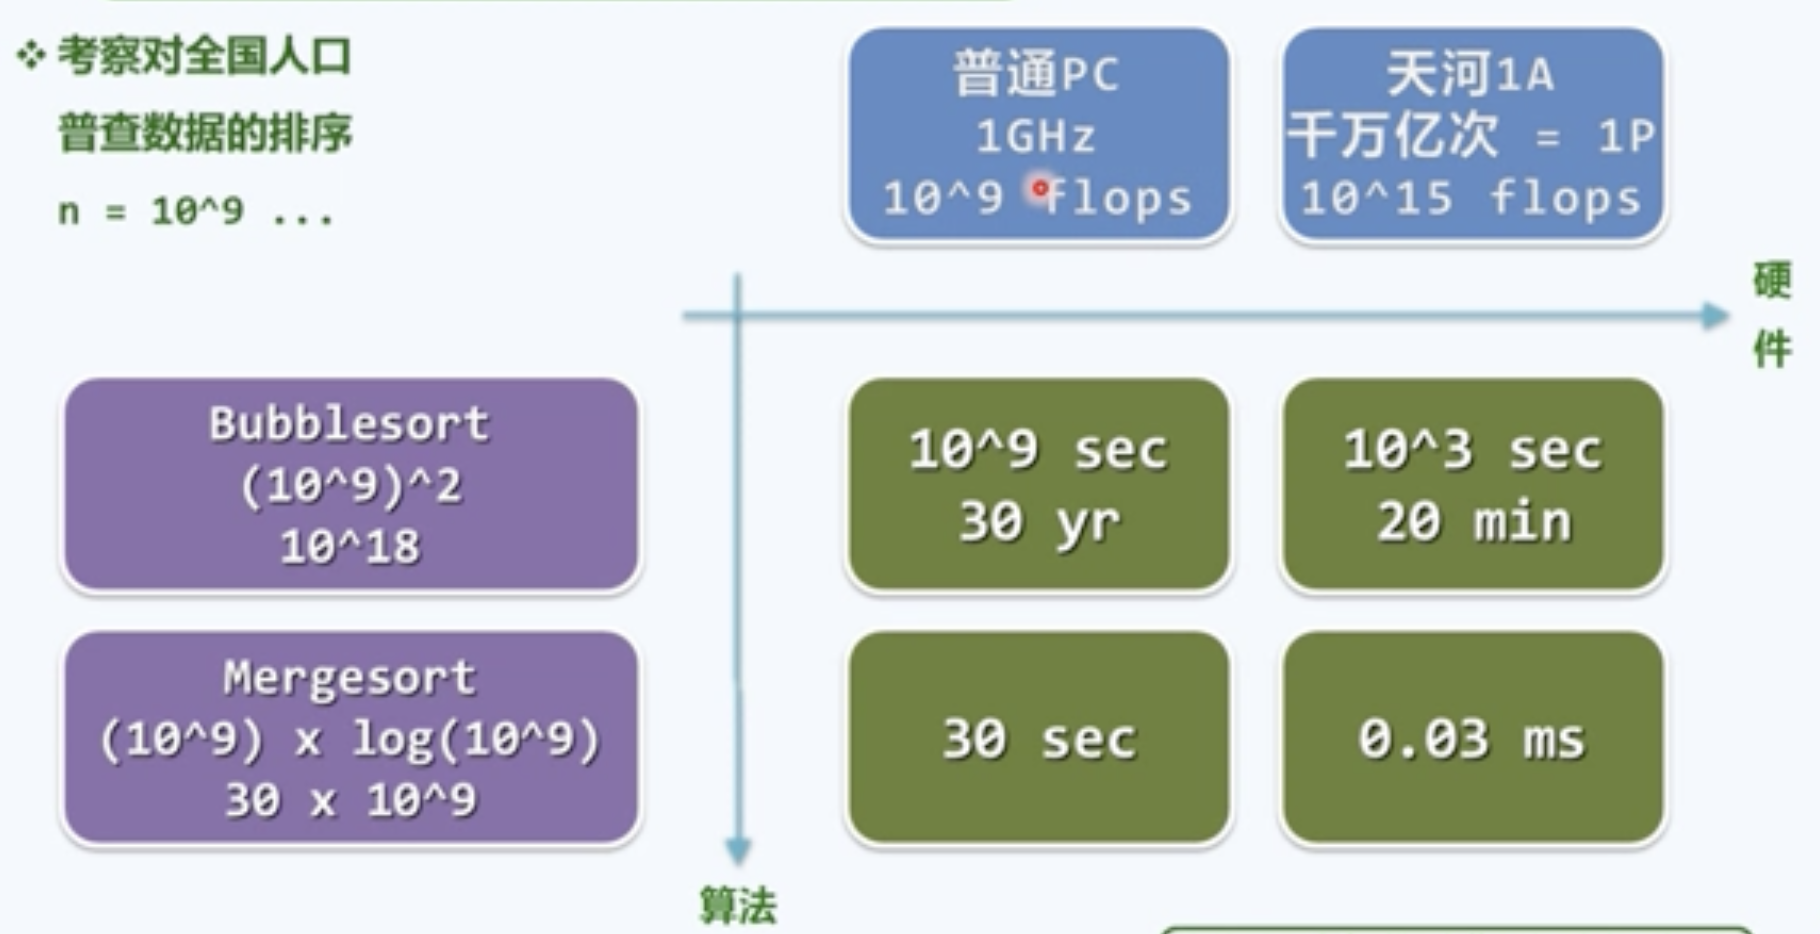 ❖ 考察对全国人口
普查数据的排序
n = 10^9 ...
普通PC
1GHz
10^9 flops
天河1A
千万亿次 = 1P
10^15 flops
硬
件
Bubblesort
(10^9)^2
10^18
10^9 sec
30 yr
10^3 sec
20 min
Mergesort
(10^9) x log(10^9)
30 x 10^9
30 sec
0.03 ms
算法